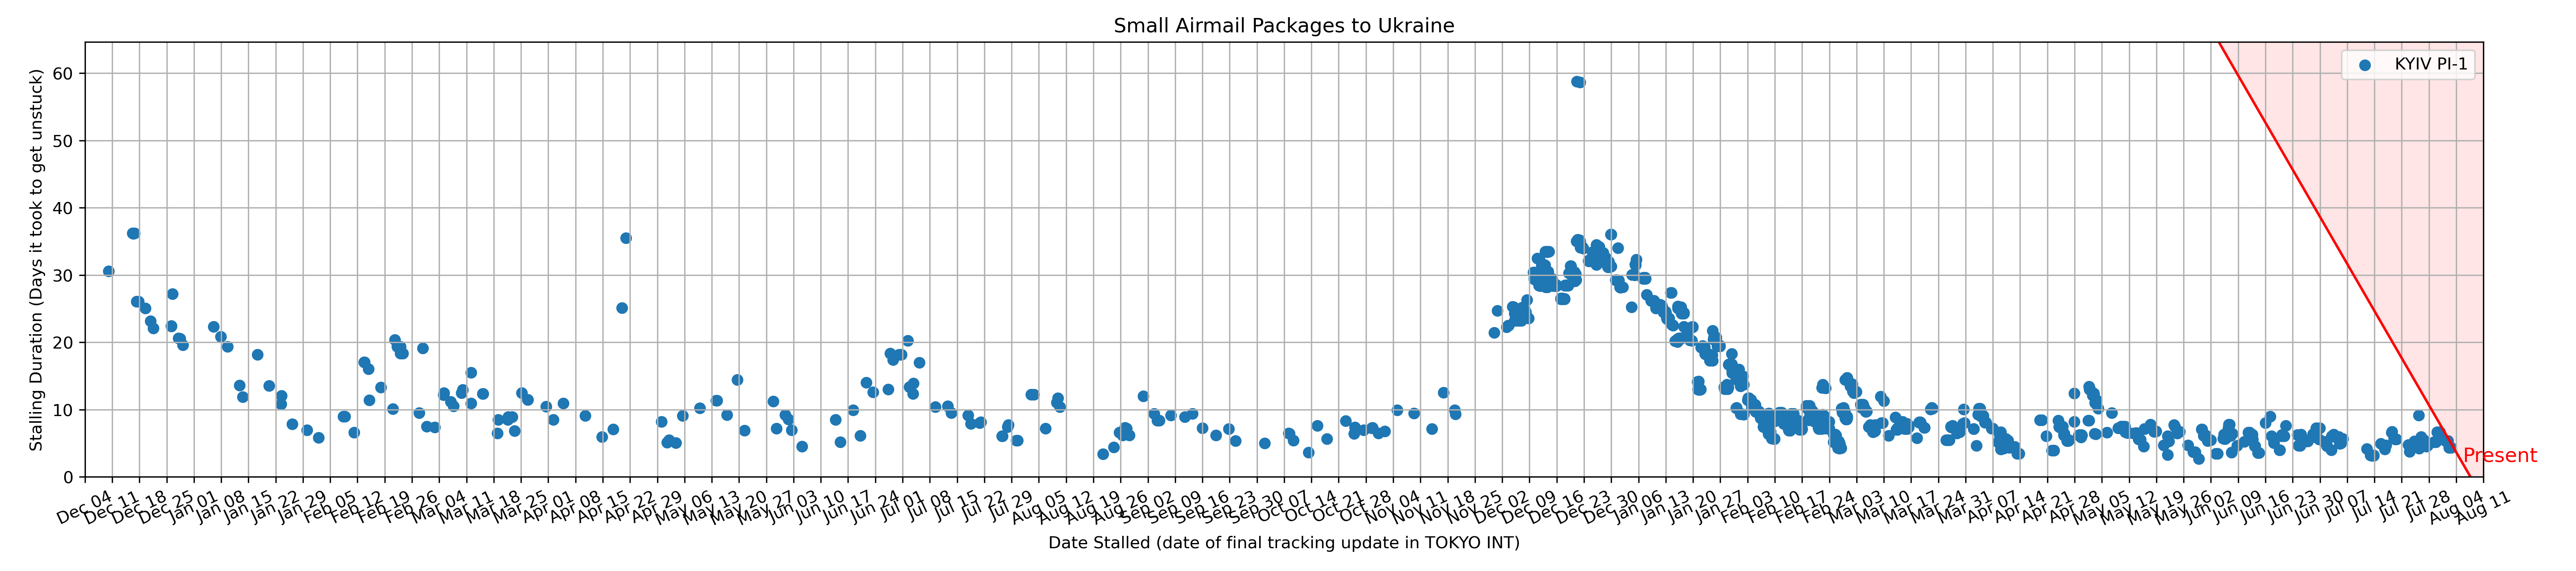 Small Airmail Packages to Ukraine
KYIV PI-1
Stalling Duration (Days it took to get unstuck)
60
50
40
30
20
10
0
Present
Dec 04
Dec 11
Dec 18
Dec 25
Jan 01
Jan 08
Jan 15
Jan 22
Jan 29
Feb 05
Feb 12
Feb 19
Feb 26
Mar 04
Mar 11
Mar 18
Mar 25
Apr 01
Apr 08
Apr 15
Apr 22
Apr 29
May 06
May 13
May 20
May 27
Jun 03
Jun 10
Jun 17
Jun 24
Jul 01
Jul 08
Jul 15
Jul 22
Jul 29
Aug 05
Aug 12
Aug 19
Aug 26
Sep 02
Sep 09
Sep 16
Sep 23
Sep 30
Oct 07
Oct 14
Oct 21
Oct 28
Nov 04
Nov 11
Nov 18
Nov 25
Dec 02
Dec 09
Dec 16
Dec 23
Dec 30
Jan 06
Jan 13
Jan 20
Jan 27
Feb 03
Feb 10
Feb 17
Feb 24
Mar 03
Mar 10
Mar 17
Mar 24
Mar 31
Apr 07
Apr 14
Apr 21
Apr 28
May 05
May 12
May 19
May 26
Jun 02
Jun 09
Jun 16
Jun 23
Jun 30
Jul 07
Jul 14
Jul 21
Jul 28
Aug 04
Aug 11
Date Stalled (date of final tracking update in TOKYO INT)